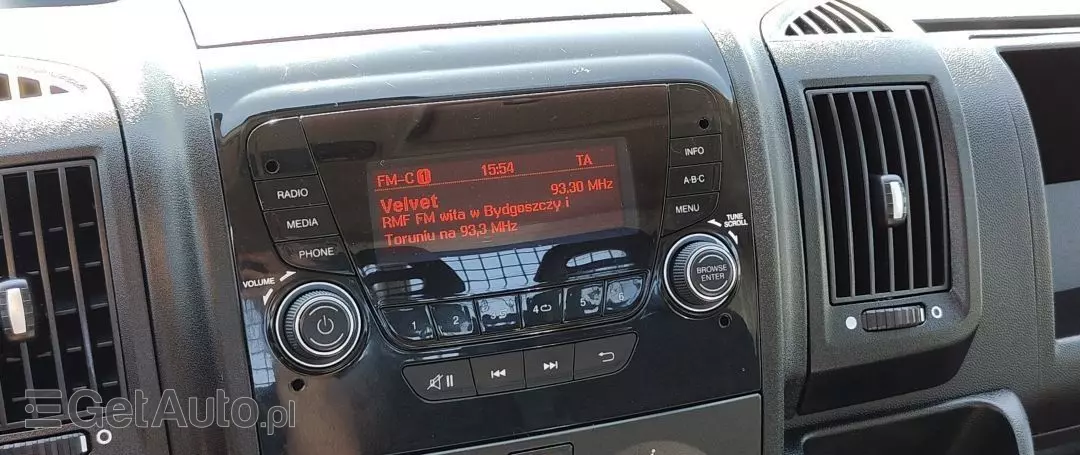 FM-C 1 15:54 TA
Velvet 93.30 MHz
RMF FM wita w Bydgoszczy i
Toruniu na 93,3 MHz
RADIO
MEDIA
PHONE
INFO
A·B·C
MENU
VOLUME
TUNE
SCROLL
BROWSE
ENTER
1 2 3 4 5 6
GetAuto.pl